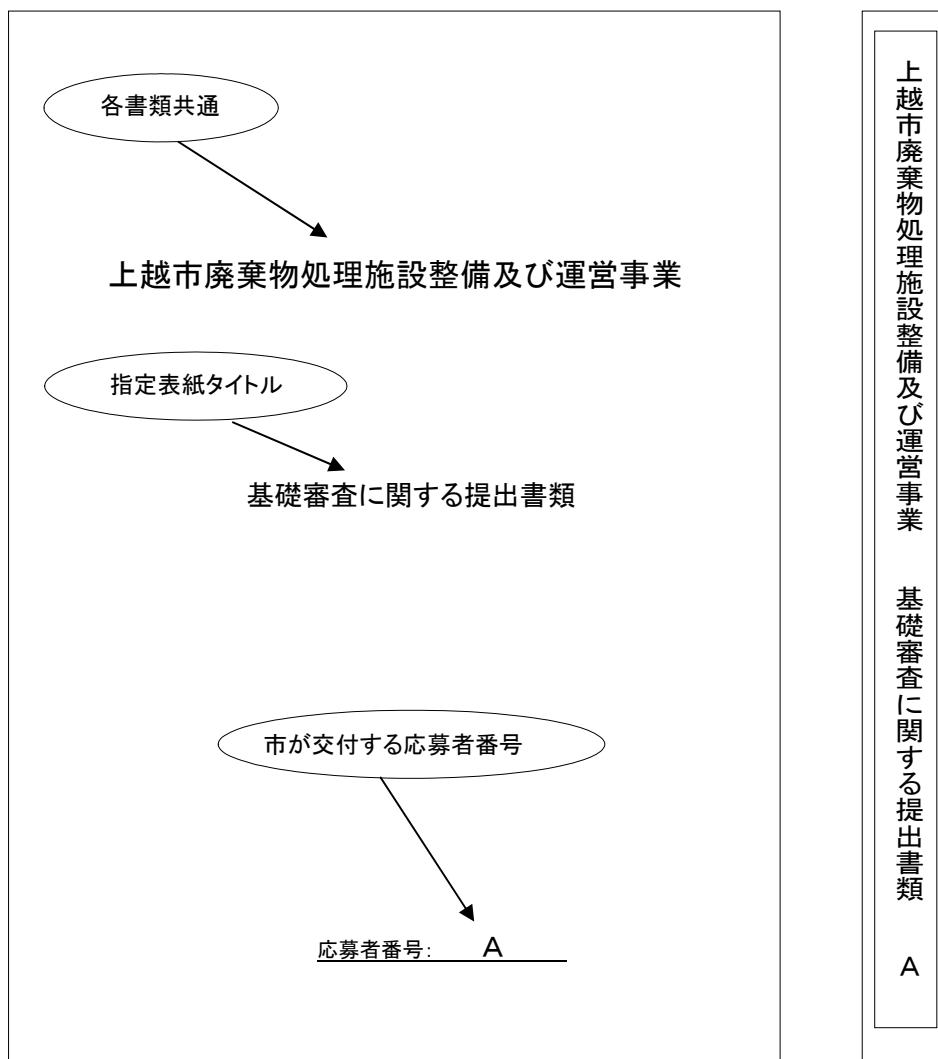 各書類共通
上越市廃棄物処理施設整備及び運営事業
指定表紙タイトル
基礎審査に関する提出書類
市が交付する応募者番号
応募者番号: A
上越市廃棄物処理施設整備及び運営事業 基礎審査に関する提出書類 A